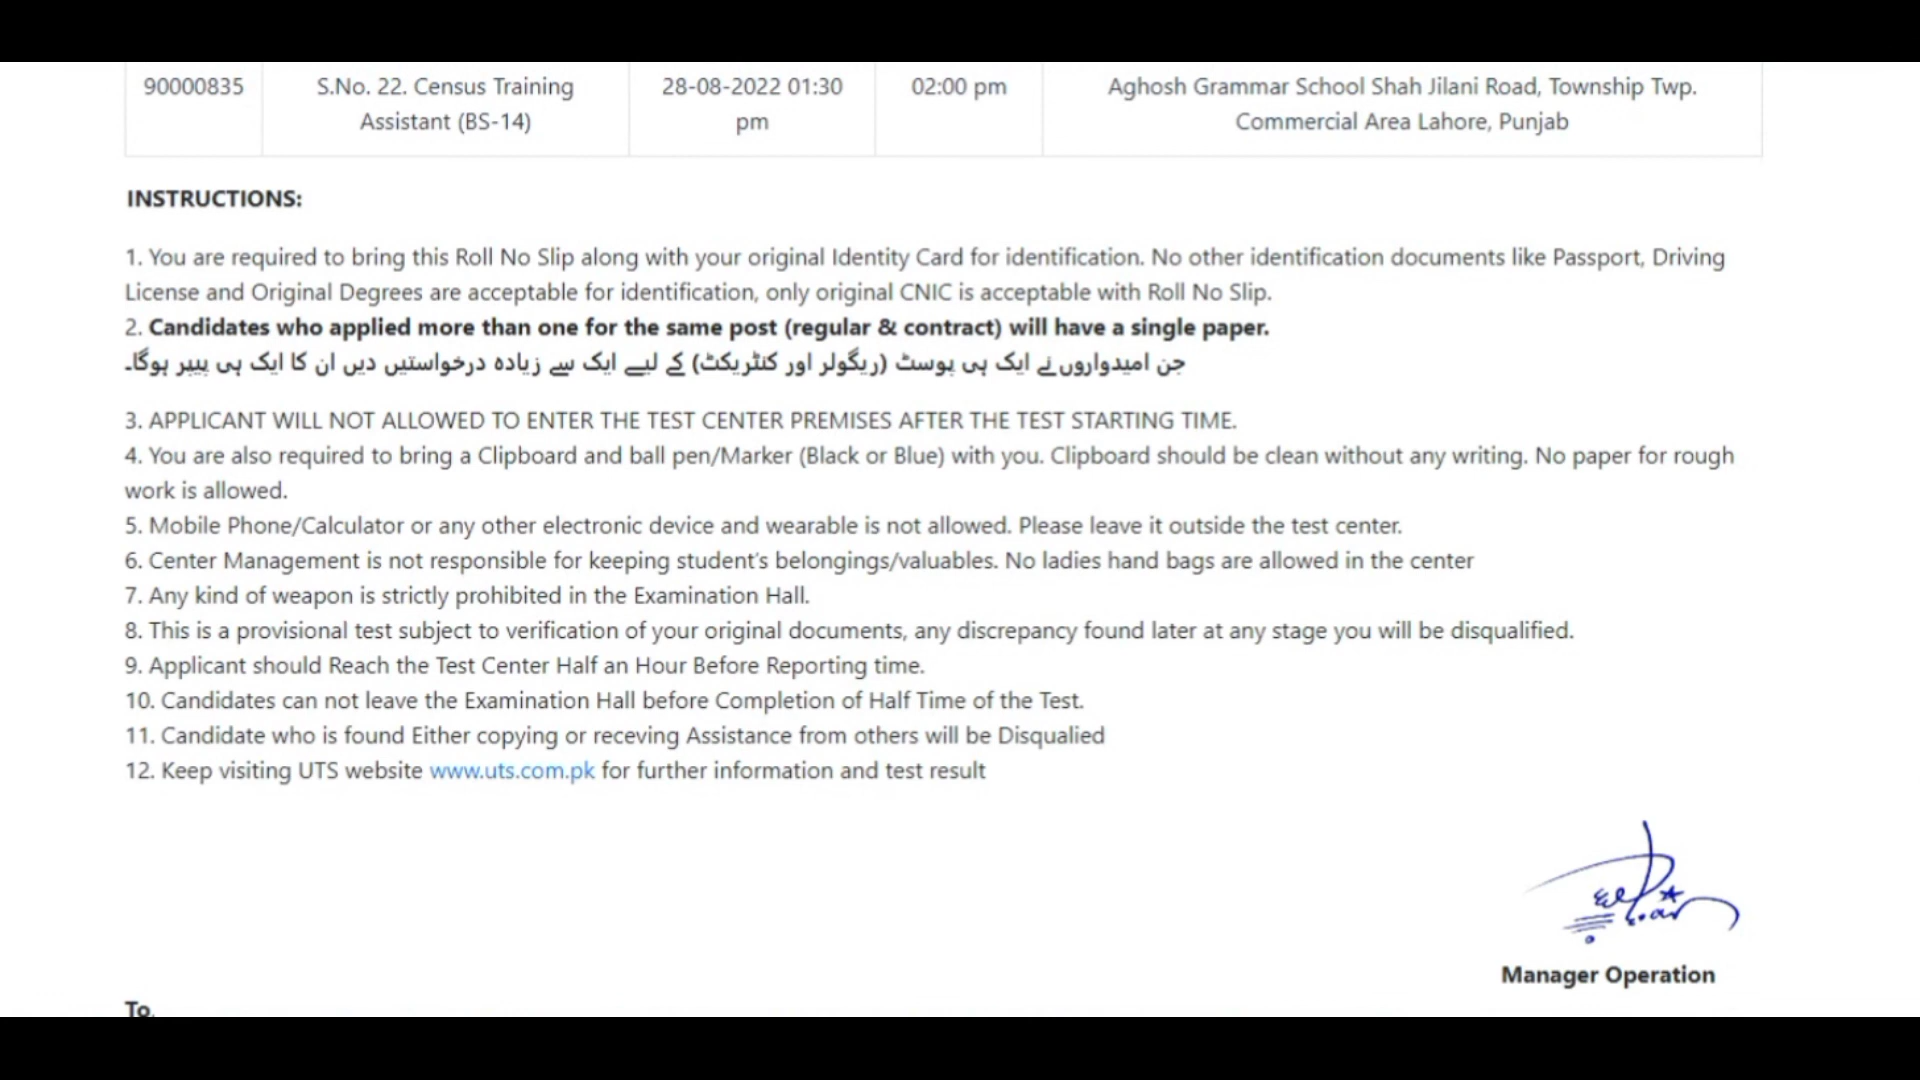 90000835 S.No. 22. Census Training 28-08-2022 01:30 02:00 pm Aghosh Grammar School Shah Jilani Road, Township Twp.
Assistant (BS-14) pm Commercial Area Lahore, Punjab
INSTRUCTIONS:
1. You are required to bring this Roll No Slip along with your original Identity Card for identification. No other identification documents like Passport, Driving
License and Original Degrees are acceptable for identification, only original CNIC is acceptable with Roll No Slip.
2. Candidates who applied more than one for the same post (regular & contract) will have a single paper.
جن امیدواروں نے ایک ہی پوسٹ (ریگولر اور کنٹریکٹ) کے لیے ایک سے زیادہ درخواستیں دیں ان کا ایک ہی پیپر ہوگا۔
3. APPLICANT WILL NOT ALLOWED TO ENTER THE TEST CENTER PREMISES AFTER THE TEST STARTING TIME.
4. You are also required to bring a Clipboard and ball pen/Marker (Black or Blue) with you. Clipboard should be clean without any writing. No paper for rough
work is allowed.
5. Mobile Phone/Calculator or any other electronic device and wearable is not allowed. Please leave it outside the test center.
6. Center Management is not responsible for keeping student's belongings/valuables. No ladies hand bags are allowed in the center
7. Any kind of weapon is strictly prohibited in the Examination Hall.
8. This is a provisional test subject to verification of your original documents, any discrepancy found later at any stage you will be disqualified.
9. Applicant should Reach the Test Center Half an Hour Before Reporting time.
10. Candidates can not leave the Examination Hall before Completion of Half Time of the Test.
11. Candidate who is found Either copying or receving Assistance from others will be Disqualied
12. Keep visiting UTS website www.uts.com.pk for further information and test result
Manager Operation
To,